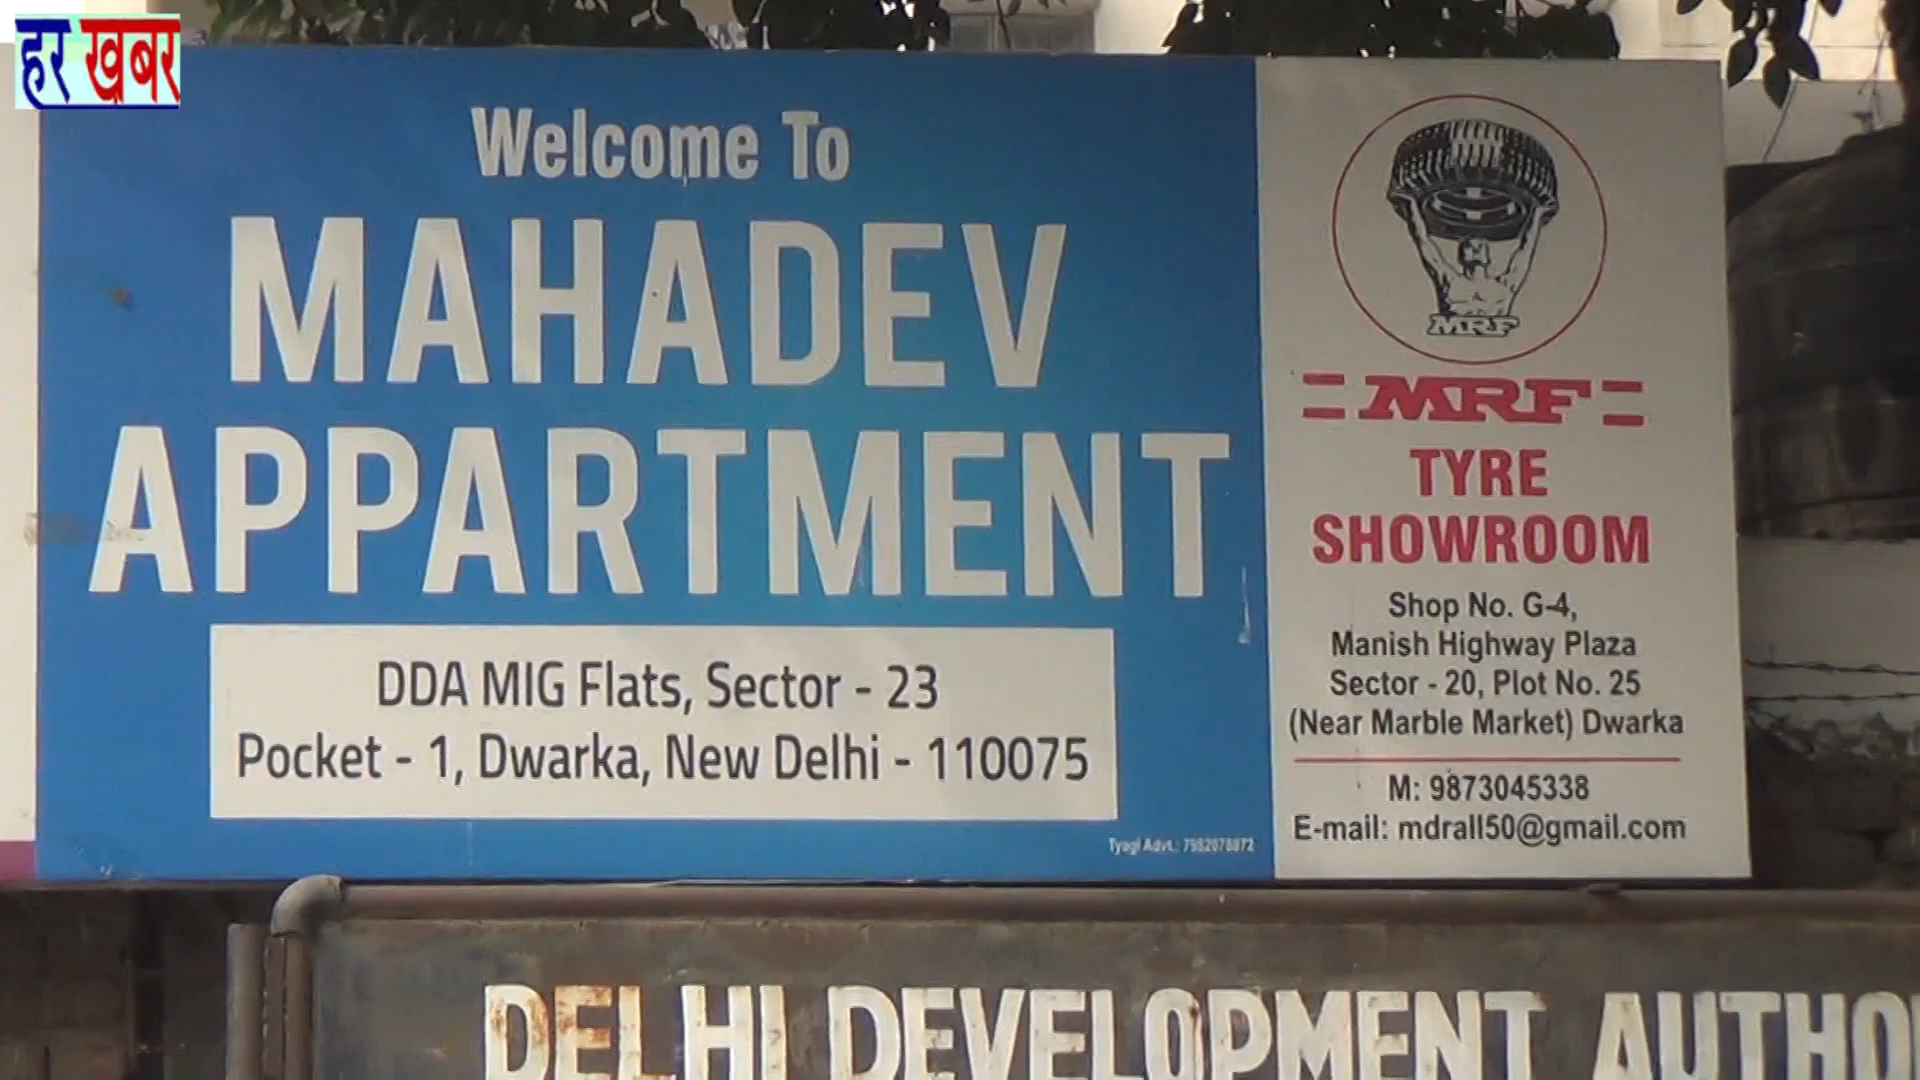 हर खबर
Welcome To
MAHADEV
APPARTMENT
DDA MIG Flats, Sector - 23
Pocket - 1, Dwarka, New Delhi - 110075
Tyagi Advt.: 7982078872
MRF
MRF
TYRE
SHOWROOM
Shop No. G-4,
Manish Highway Plaza
Sector - 20, Plot No. 25
(Near Marble Market) Dwarka
M: 9873045338
E-mail: mdrall50@gmail.com
DELHI DEVELOPMENT AUTHO